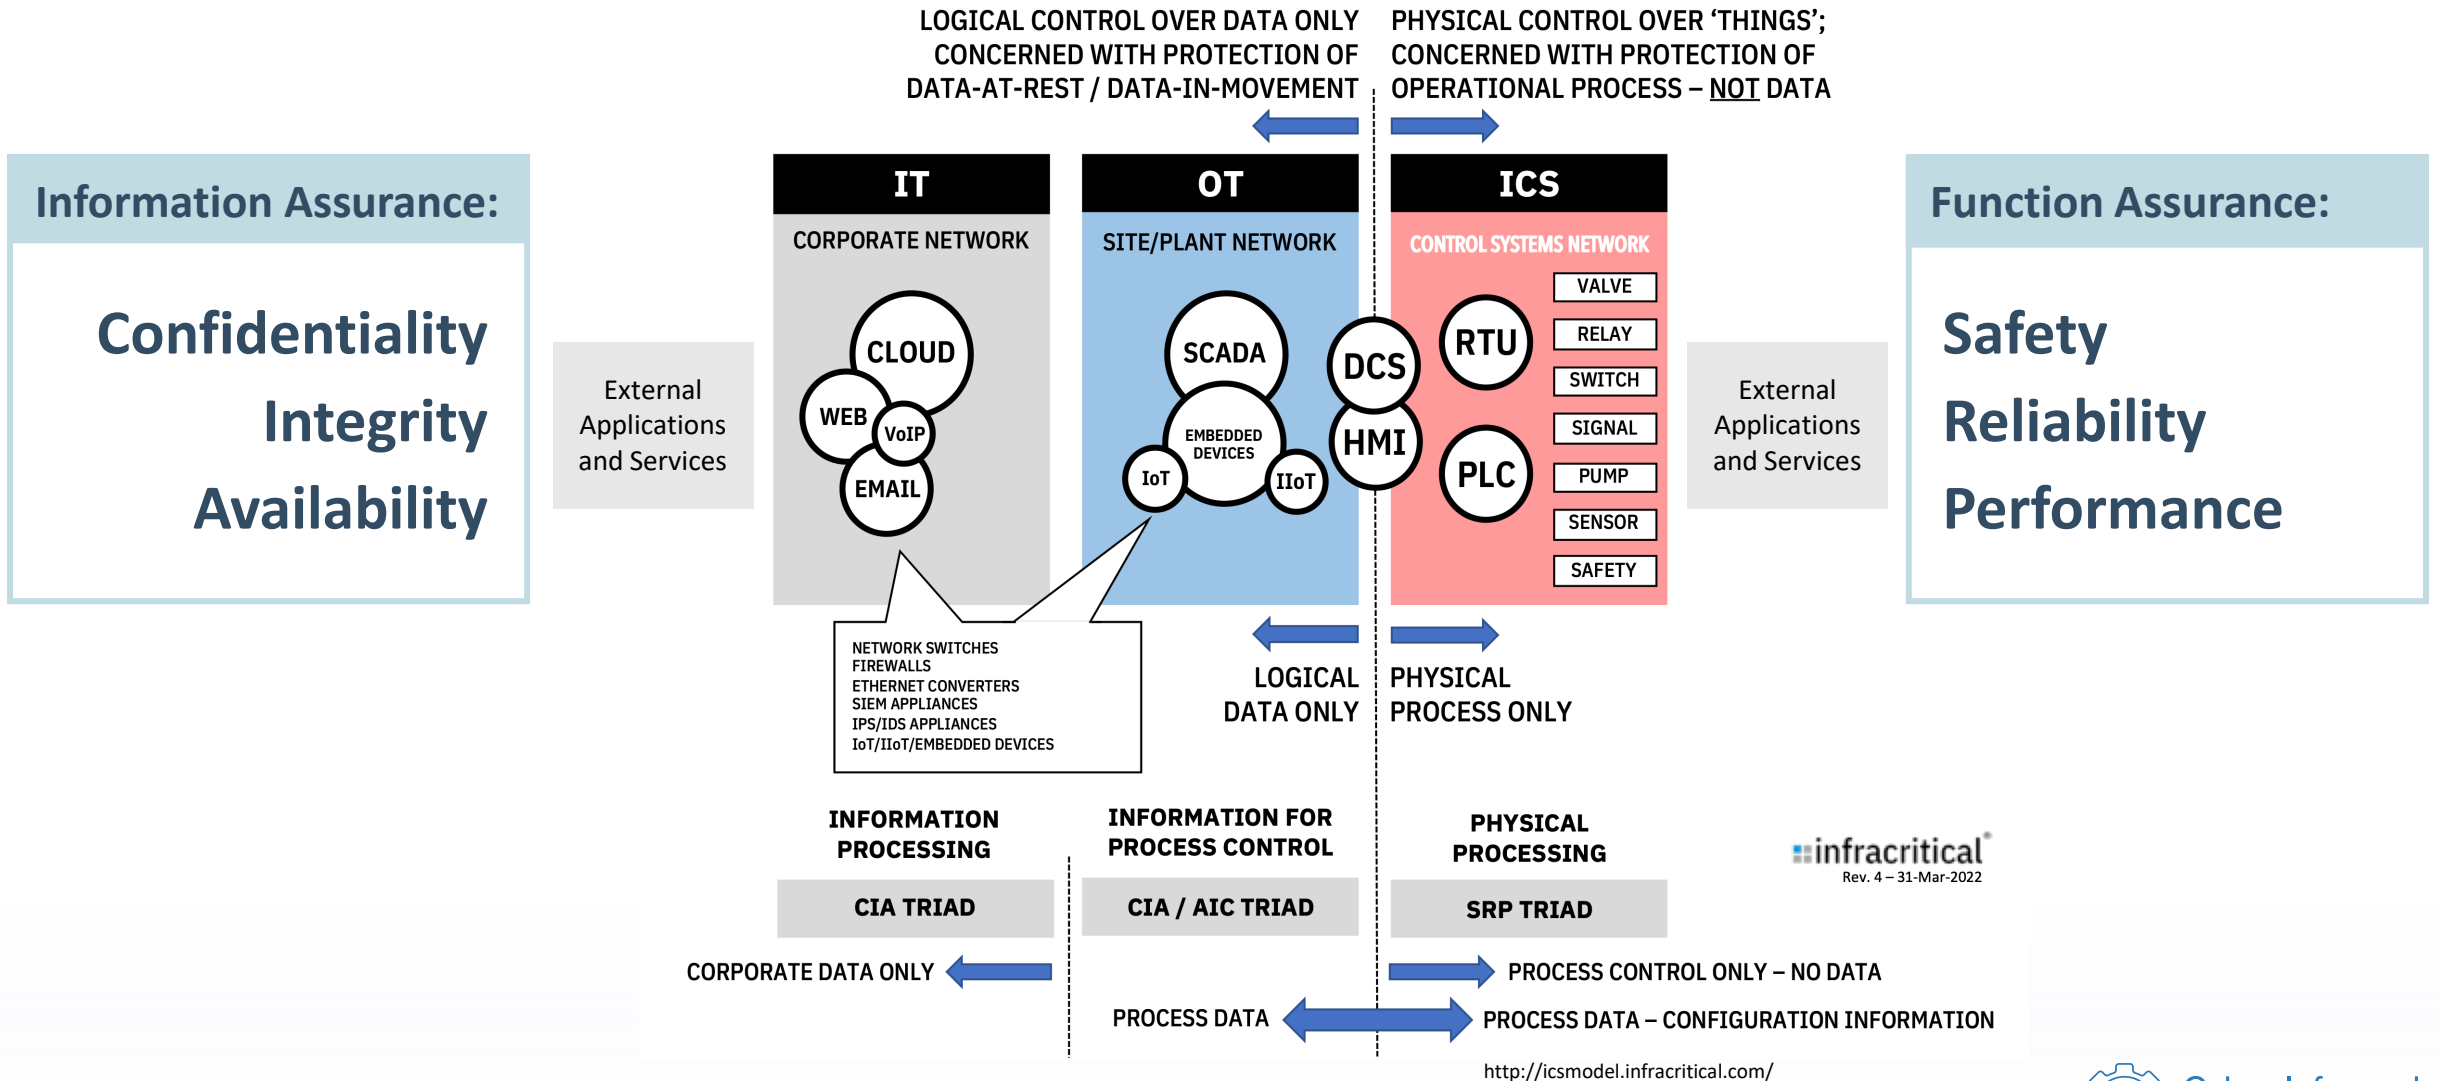 LOGICAL CONTROL OVER DATA ONLY
CONCERNED WITH PROTECTION OF
DATA-AT-REST / DATA-IN-MOVEMENT
PHYSICAL CONTROL OVER ‘THINGS’;
CONCERNED WITH PROTECTION OF
OPERATIONAL PROCESS – NOT DATA
Information Assurance:
Confidentiality
Integrity
Availability
External
Applications
and Services
IT
CORPORATE NETWORK
CLOUD
WEB
VoIP
EMAIL
OT
SITE/PLANT NETWORK
SCADA
EMBEDDED
DEVICES
IoT
IIoT
DCS
HMI
ICS
CONTROL SYSTEMS NETWORK
RTU
PLC
VALVE
RELAY
SWITCH
SIGNAL
PUMP
SENSOR
SAFETY
External
Applications
and Services
Function Assurance:
Safety
Reliability
Performance
NETWORK SWITCHES
FIREWALLS
ETHERNET CONVERTERS
SIEM APPLIANCES
IPS/IDS APPLIANCES
IoT/IIoT/EMBEDDED DEVICES
LOGICAL
DATA ONLY
PHYSICAL
PROCESS ONLY
INFORMATION
PROCESSING
INFORMATION FOR
PROCESS CONTROL
PHYSICAL
PROCESSING
infracritical®
Rev. 4 – 31-Mar-2022
CIA TRIAD
CIA / AIC TRIAD
SRP TRIAD
CORPORATE DATA ONLY
PROCESS CONTROL ONLY – NO DATA
PROCESS DATA
PROCESS DATA – CONFIGURATION INFORMATION
http://icsmodel.infracritical.com/